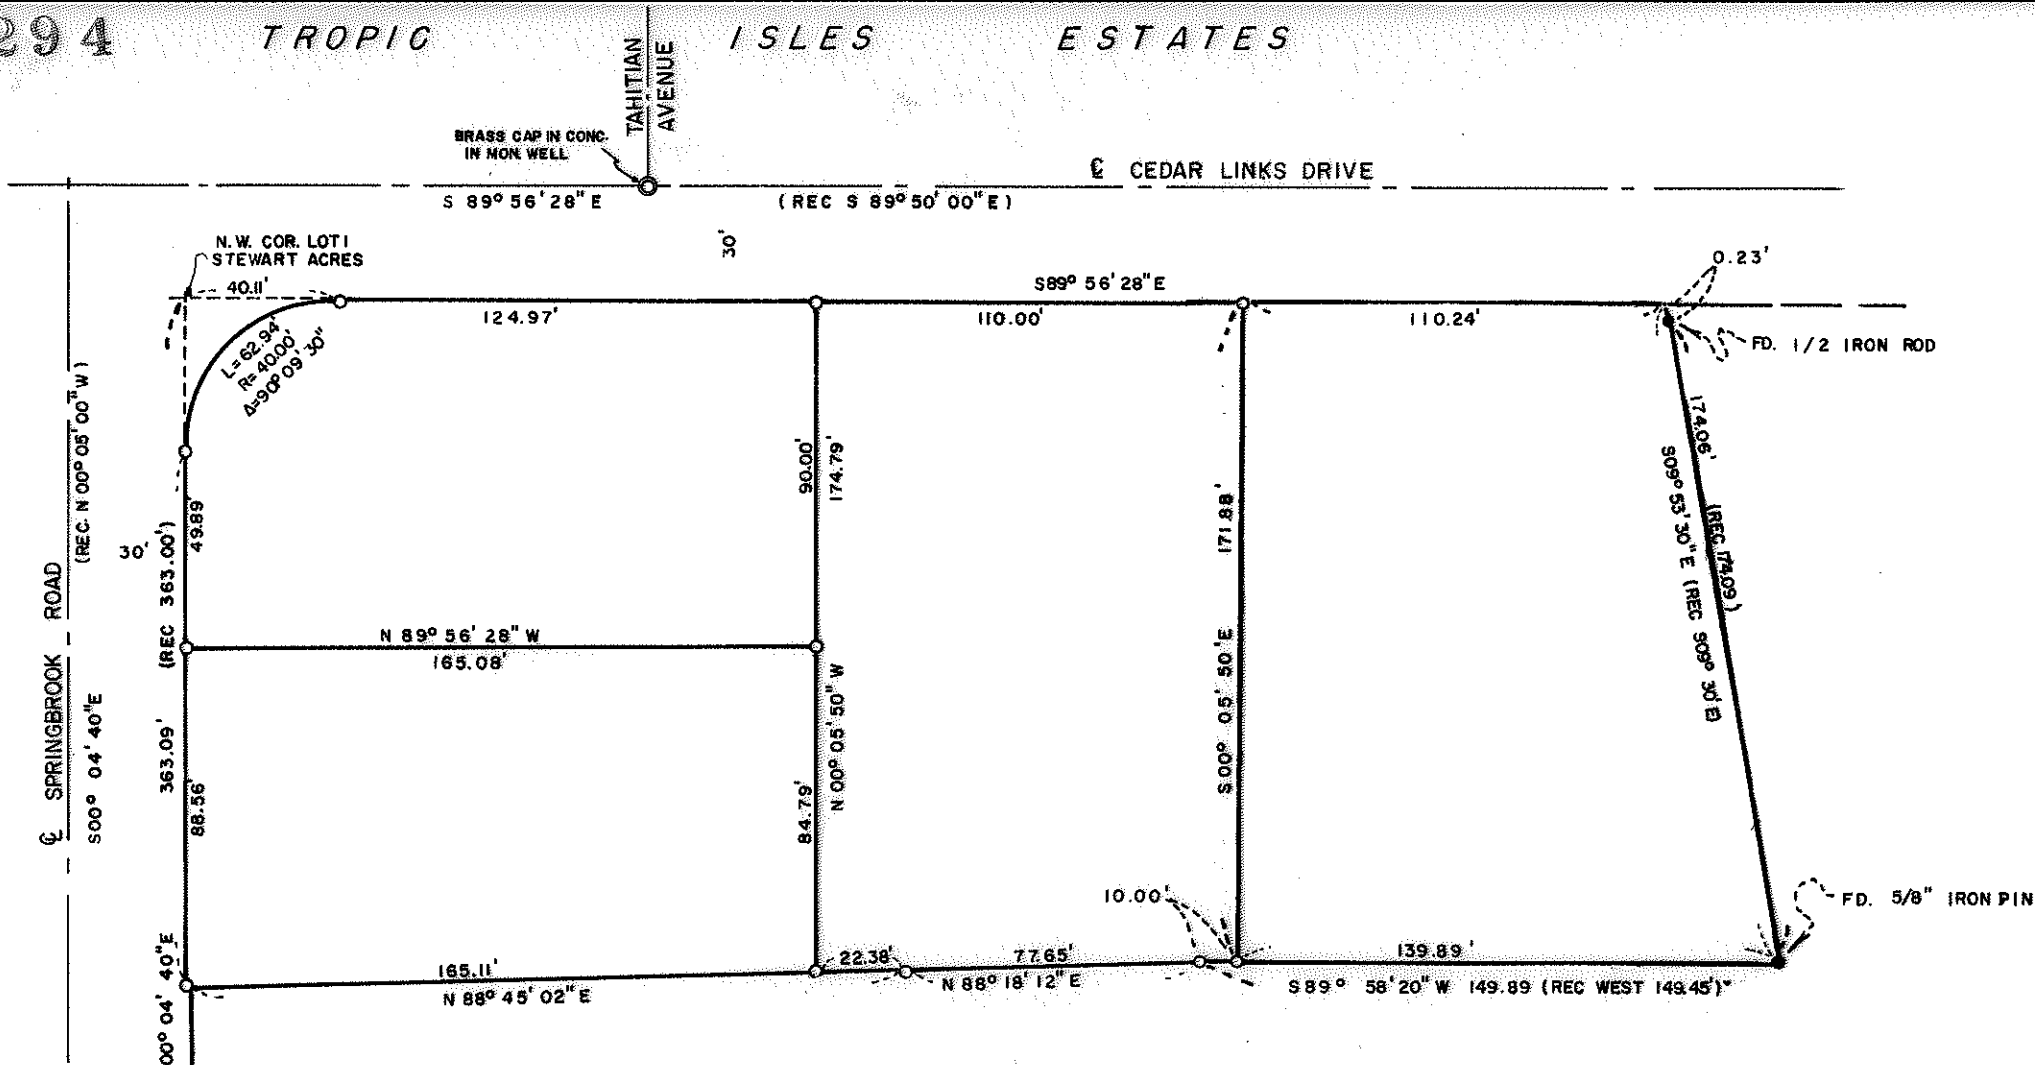 294
TROPIC ISLES ESTATES
TAHITIAN
AVENUE
BRASS CAP IN CONC.
IN MON. WELL
℄ CEDAR LINKS DRIVE
S 89° 56' 28" E
(REC S 89° 50' 00" E)
N.W. COR. LOT 1
STEWART ACRES
30'
40.11'
S89° 56' 28" E
0.23'
124.97'
110.00'
110.24'
FD. 1/2 IRON ROD
L=62.94'
R=40.00'
Δ=90° 09' 30"
(REC. N 00° 05' 00" W)
30'
(REC 363.00')
49.89'
90.00'
174.79'
171.88'
174.06'
(REC 174.09)
S09° 53' 30" E (REC S09° 30' E)
℄ SPRINGBROOK ROAD
S00° 04' 40" E
N 89° 56' 28" W
165.08'
363.09'
88.56'
84.79'
N 00° 05' 50" W
S 00° 05' 50" E
10.00'
FD. 5/8" IRON PIN
165.11'
N 88° 45' 02" E
22.38'
77.65'
N 88° 18' 12" E
139.89'
S 89° 58' 20" W 149.89 (REC WEST 149.45')
00° 04' 40" E